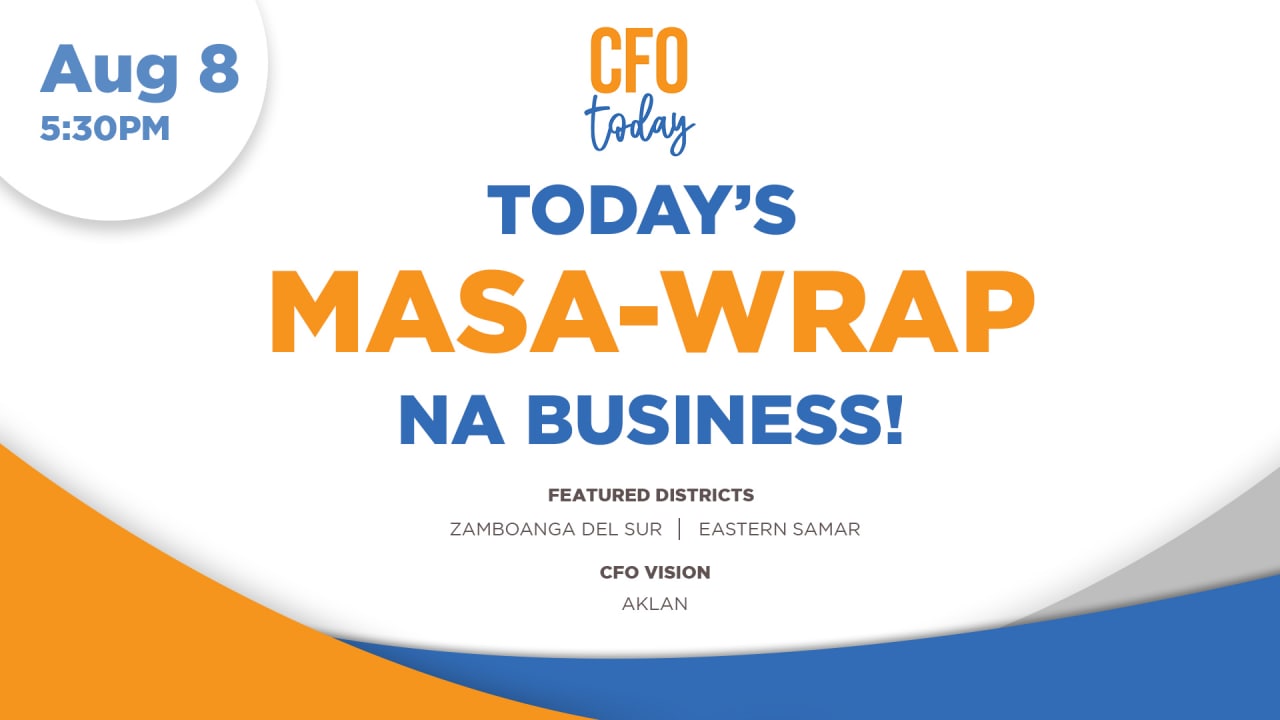 Aug 8
5:30PM
CFO
today
TODAY’S
MASA-WRAP
NA BUSINESS!
FEATURED DISTRICTS
ZAMBOANGA DEL SUR | EASTERN SAMAR
CFO VISION
AKLAN